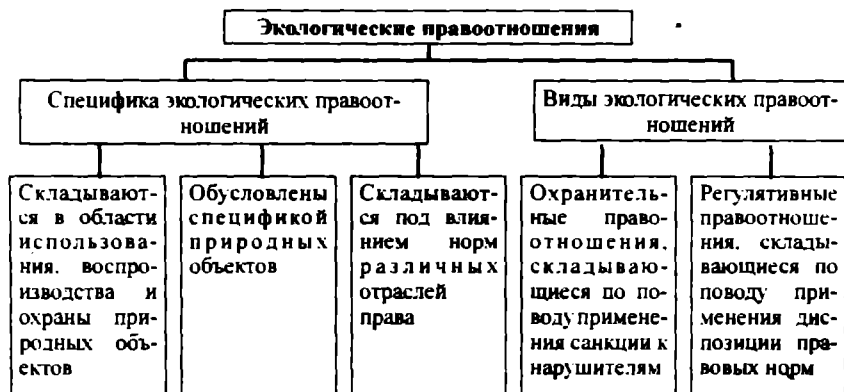 Экологические правоотношения
Специфика экологических правоот-
ношений
Виды экологических правоот-
ношений
Складывают-
ся в области
использова-
ния, воспро-
изводства и
охраны при-
родных объ-
ектов
Обусловлены
спецификой
природных
объектов
Складывают-
ся под влия-
нием норм
различных
отраслей
права
Охранитель-
ные право-
отношения,
складываю-
щиеся по по-
воду примене-
ния санкции к
нарушителям
Регулятивные
правоотноше-
ния, склады-
вающиеся по
поводу при-
менения дис-
позиции пра-
вовых норм